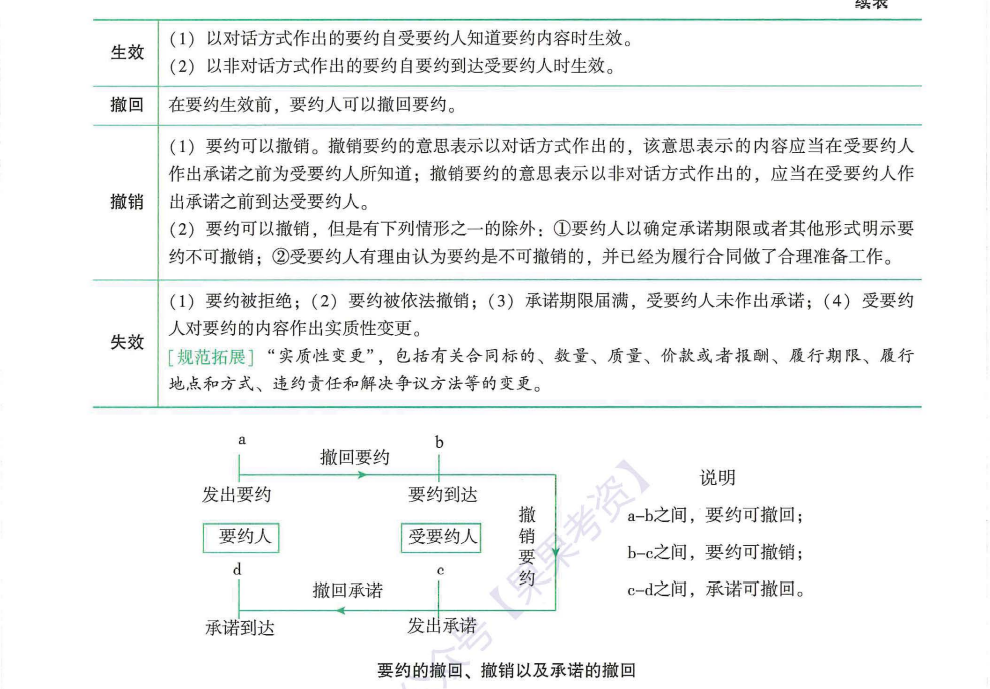 续表
生效
(1) 以对话方式作出的要约自受要约人知道要约内容时生效。
(2) 以非对话方式作出的要约自要约到达受要约人时生效。
撤回
在要约生效前，要约人可以撤回要约。
撤销
(1) 要约可以撤销。撤销要约的意思表示以对话方式作出的，该意思表示的内容应当在受要约人
作出承诺之前为受要约人所知道；撤销要约的意思表示以非对话方式作出的，应当在受要约人作
出承诺之前到达受要约人。
(2) 要约可以撤销，但是有下列情形之一的除外：①要约人以确定承诺期限或者其他形式明示要
约不可撤销；②受要约人有理由认为要约是不可撤销的，并已经为履行合同做了合理准备工作。
失效
(1) 要约被拒绝；(2) 要约被依法撤销；(3) 承诺期限届满，受要约人未作出承诺；(4) 受要约
人对要约的内容作出实质性变更。
［规范拓展］“实质性变更”，包括有关合同标的、数量、质量、价款或者报酬、履行期限、履行
地点和方式、违约责任和解决争议方法等的变更。
a
撤回要约
b
发出要约
要约到达
要约人
受要约人
撤销要约
d
撤回承诺
c
承诺到达
发出承诺
说明
a–b之间，要约可撤回；
b–c之间，要约可撤销；
c–d之间，承诺可撤回。
公众号【果果考资】
要约的撤回、撤销以及承诺的撤回